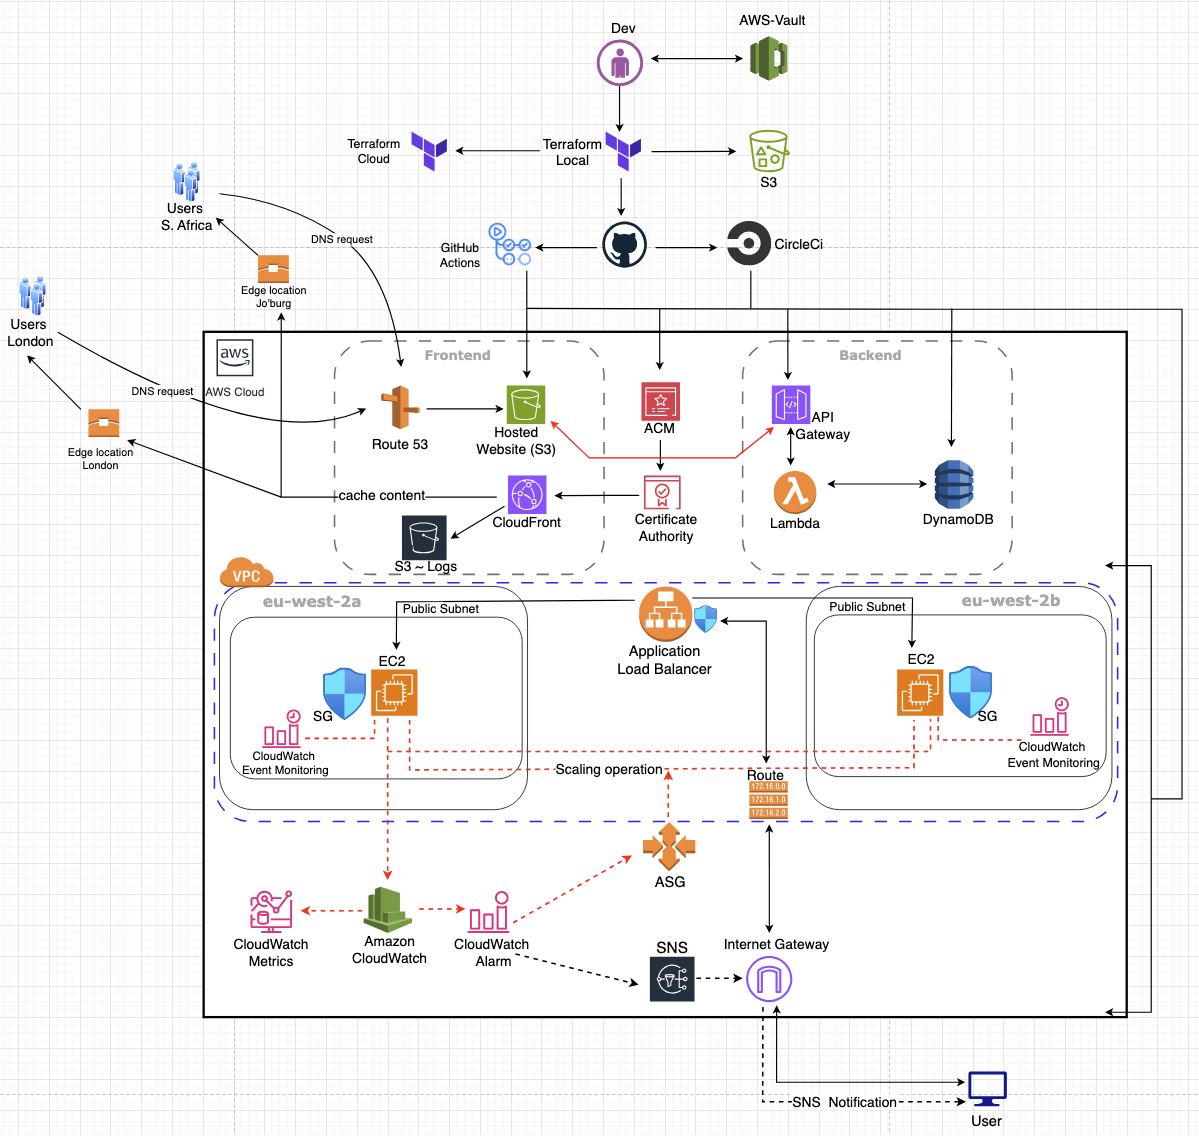 Dev
AWS-Vault
Terraform
Cloud
Terraform
Local
S3
Users
S. Africa
DNS request
GitHub
Actions
CircleCi
Edge location
Jo'burg
Users
London
aws
AWS Cloud
Frontend
Backend
DNS request
Route 53
Hosted
Website (S3)
ACM
API
Gateway
Edge location
London
cache content
CloudFront
Certificate
Authority
Lambda
DynamoDB
S3 ~ Logs
VPC
eu-west-2a
Public Subnet
Public Subnet
eu-west-2b
Application
Load Balancer
EC2
SG
EC2
SG
CloudWatch
Event Monitoring
CloudWatch
Event Monitoring
Scaling operation
Route
172.16.0.0
172.16.1.0
172.16.2.0
ASG
CloudWatch
Metrics
Amazon
CloudWatch
CloudWatch
Alarm
SNS
Internet Gateway
SNS Notification
User